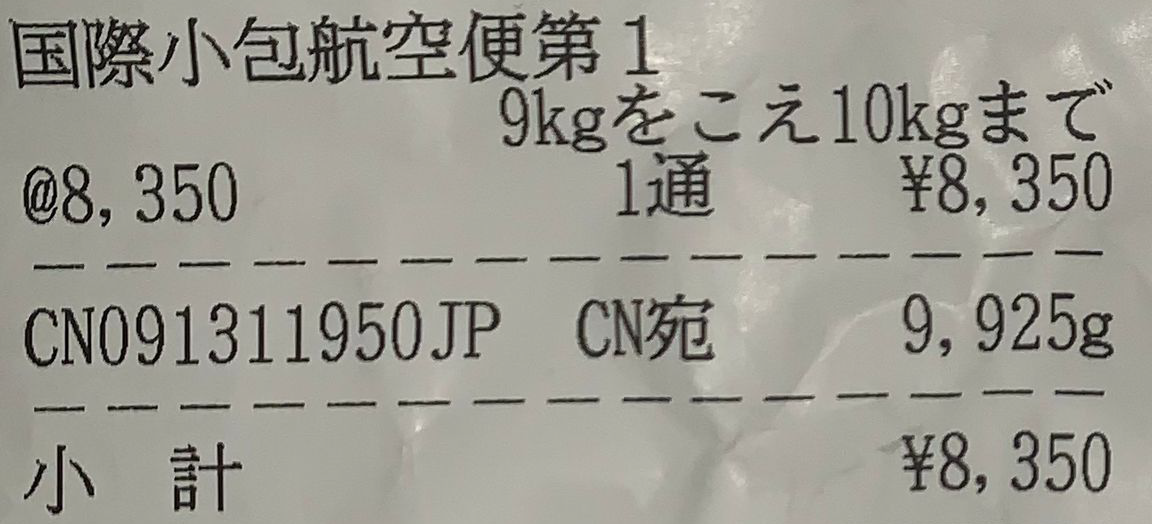 国際小包航空便第1
9kgをこえ10kgまで
@8,350 1通 ¥8,350
CN091311950JP CN宛 9,925g
小 計 ¥8,350